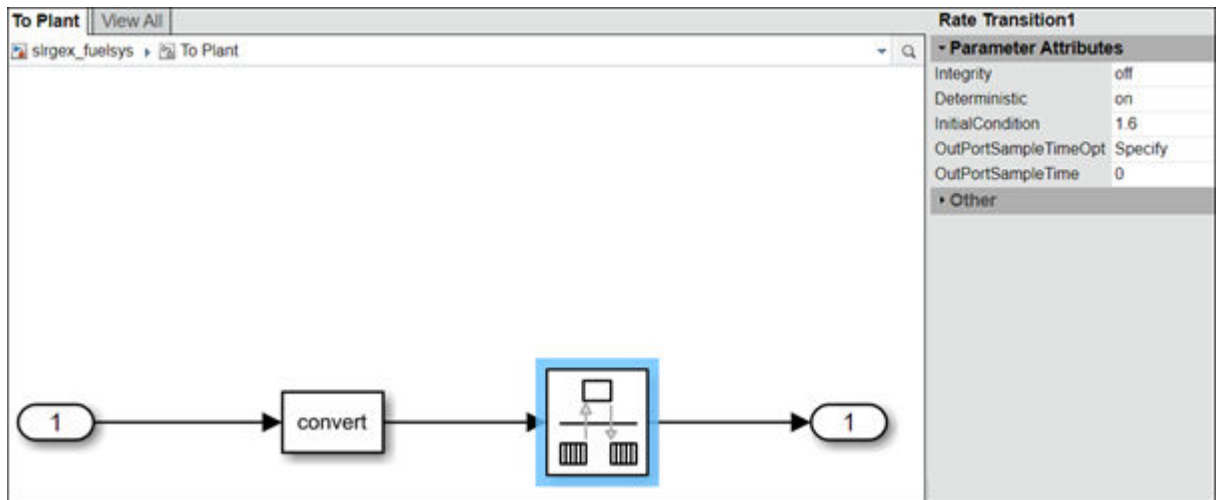 To Plant View All
slrgex_fuelsys To Plant
1
convert
1
Rate Transition1
Parameter Attributes
Integrity off
Deterministic on
InitialCondition 1.6
OutPortSampleTimeOpt Specify
OutPortSampleTime 0
Other